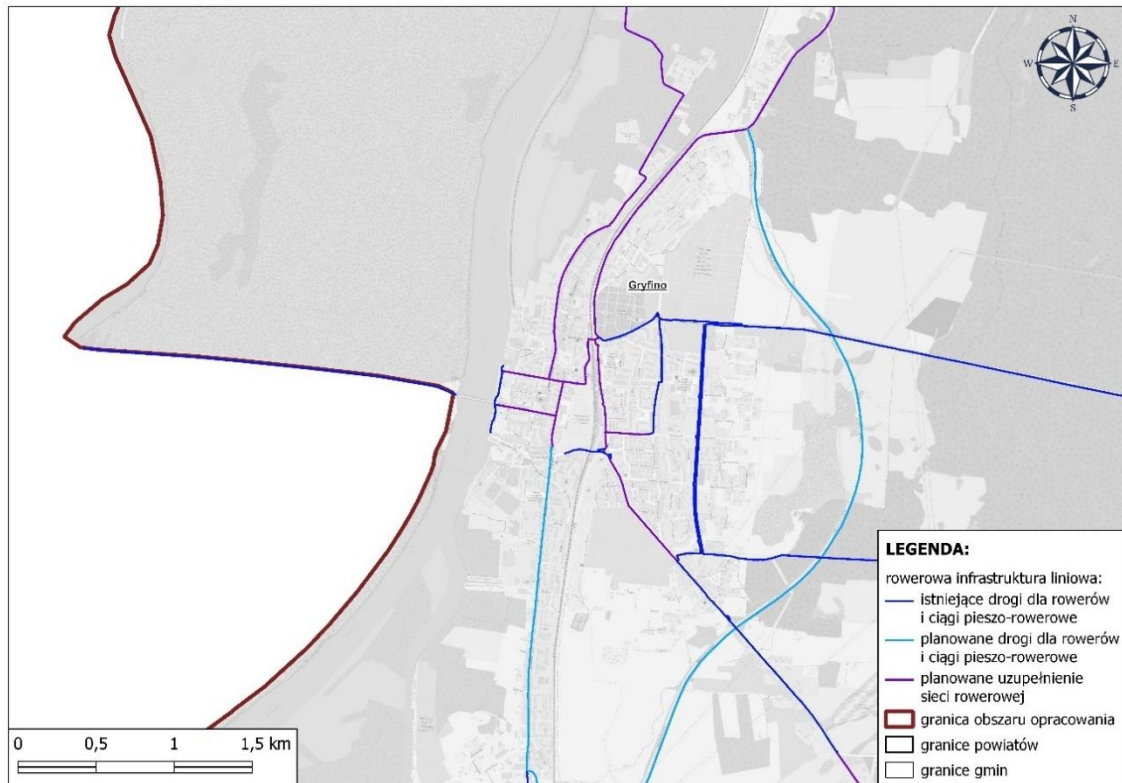 N
W
E
S
Gryfino
LEGENDA:
rowerowa infrastruktura liniowa:
istniejące drogi dla rowerów
i ciągi pieszo-rowerowe
planowane drogi dla rowerów
i ciągi pieszo-rowerowe
planowane uzupełnienie
sieci rowerowej
granica obszaru opracowania
granice powiatów
granice gmin
0 0,5 1 1,5 km